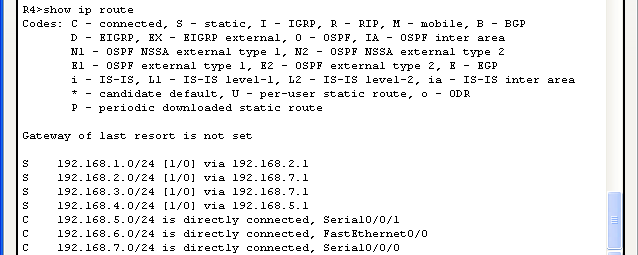 R4>show ip route
Codes: C - connected, S - static, I - IGRP, R - RIP, M - mobile, B - BGP
       D - EIGRP, EX - EIGRP external, O - OSPF, IA - OSPF inter area
       N1 - OSPF NSSA external type 1, N2 - OSPF NSSA external type 2
       E1 - OSPF external type 1, E2 - OSPF external type 2, E - EGP
       i - IS-IS, L1 - IS-IS level-1, L2 - IS-IS level-2, ia - IS-IS inter area
       * - candidate default, U - per-user static route, o - ODR
       P - periodic downloaded static route
Gateway of last resort is not set
S    192.168.1.0/24 [1/0] via 192.168.2.1
S    192.168.2.0/24 [1/0] via 192.168.7.1
S    192.168.3.0/24 [1/0] via 192.168.7.1
S    192.168.4.0/24 [1/0] via 192.168.5.1
C    192.168.5.0/24 is directly connected, Serial0/0/1
C    192.168.6.0/24 is directly connected, FastEthernet0/0
C    192.168.7.0/24 is directly connected, Serial0/0/0